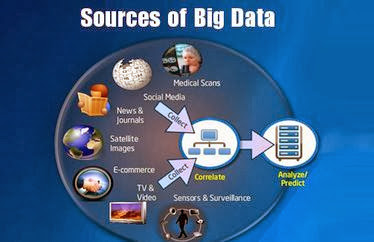 Sources of Big Data
Medical Scans
Social Media
News &
Journals
Collect
Satellite
Images
Correlate
Analyze/
Predict
E-commerce
Collect
TV &
Video
Sensors & Surveillance